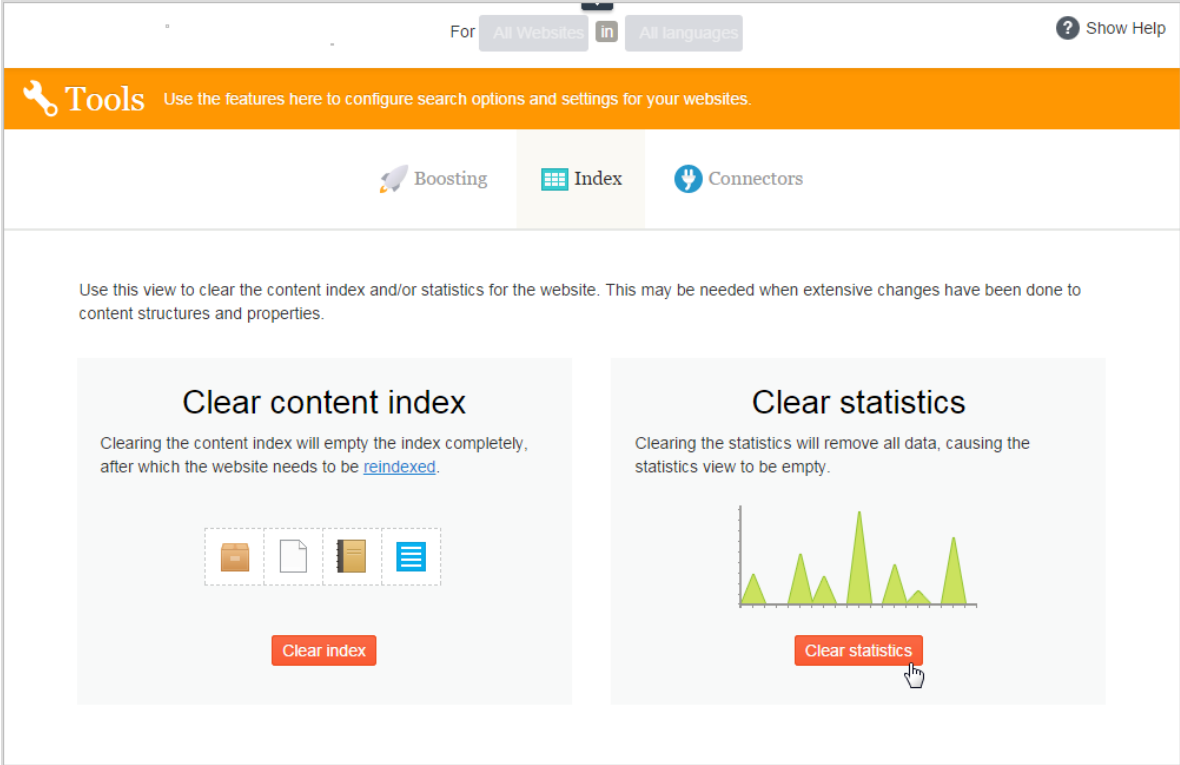 For All Websites in All languages
? Show Help
Tools Use the features here to configure search options and settings for your websites.
Boosting Index Connectors
Use this view to clear the content index and/or statistics for the website. This may be needed when extensive changes have been done to
content structures and properties.
Clear content index
Clearing the content index will empty the index completely,
after which the website needs to be reindexed.
Clear index
Clear statistics
Clearing the statistics will remove all data, causing the
statistics view to be empty.
Clear statistics